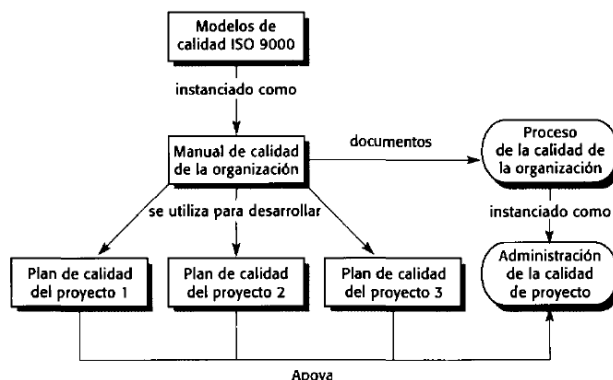 Modelos de
calidad ISO 9000
instanciado como
Manual de calidad
de la organización
documentos
Proceso
de la calidad de
la organización
se utiliza para desarrollar
instanciado como
Plan de calidad
del proyecto 1
Plan de calidad
del proyecto 2
Plan de calidad
del proyecto 3
Administración
de la calidad
de proyecto
Apoya